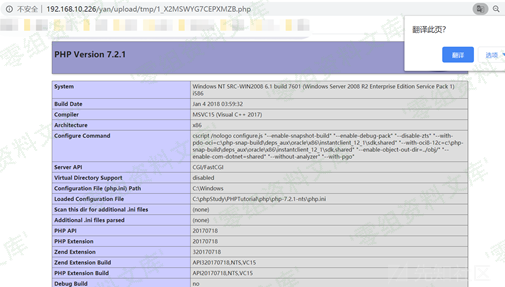 不安全 | 192.168.10.226/yan/upload/tmp/1_X2MSWYG7CEPXMZB.php
翻译此页?
翻译
选项
PHP Version 7.2.1
System Windows NT SRC-WIN2008 6.1 build 7601 (Windows Server 2008 R2 Enterprise Edition Service Pack 1) i586
Build Date Jan 4 2018 03:59:32
Compiler MSVC15 (Visual C++ 2017)
Architecture x86
Configure Command cscript /nologo configure.js "--enable-snapshot-build" "--enable-debug-pack" "--disable-zts" "--with-
pdo-oci=c:\php-snap-build\deps_aux\oracle\x86\instantclient_12_1\sdk,shared" "--with-oci8-12c=c:\php-
snap-build\deps_aux\oracle\x86\instantclient_12_1\sdk,shared" "--enable-object-out-dir=../obj/" "--
enable-com-dotnet=shared" "--without-analyzer" "--with-pgo"
Server API CGI/FastCGI
Virtual Directory Support disabled
Configuration File (php.ini) Path C:\Windows
Loaded Configuration File C:\phpStudy\PHPTutorial\php\php-7.2.1-nts\php.ini
Scan this dir for additional .ini files (none)
Additional .ini files parsed (none)
PHP API 20170718
PHP Extension 20170718
Zend Extension 320170718
Zend Extension Build API320170718,NTS,VC15
PHP Extension Build API20170718,NTS,VC15
Debug Build no